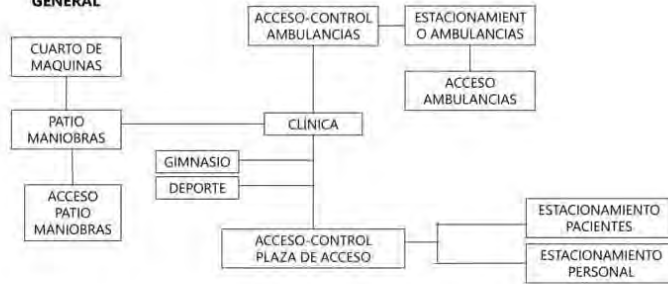 GENERAL
ACCESO-CONTROL
AMBULANCIAS
ESTACIONAMIENT
O AMBULANCIAS
CUARTO DE
MAQUINAS
ACCESO
AMBULANCIAS
PATIO
MANIOBRAS
CLÍNICA
GIMNASIO
DEPORTE
ACCESO
PATIO
MANIOBRAS
ACCESO-CONTROL
PLAZA DE ACCESO
ESTACIONAMIENTO
PACIENTES
ESTACIONAMIENTO
PERSONAL